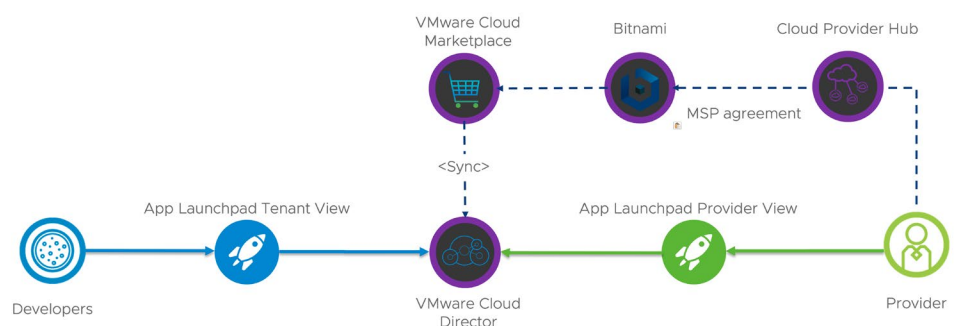 VMware Cloud
Marketplace
Bitnami
Cloud Provider Hub
MSP agreement
<Sync>
App Launchpad Tenant View
App Launchpad Provider View
Developers
VMware Cloud
Director
Provider